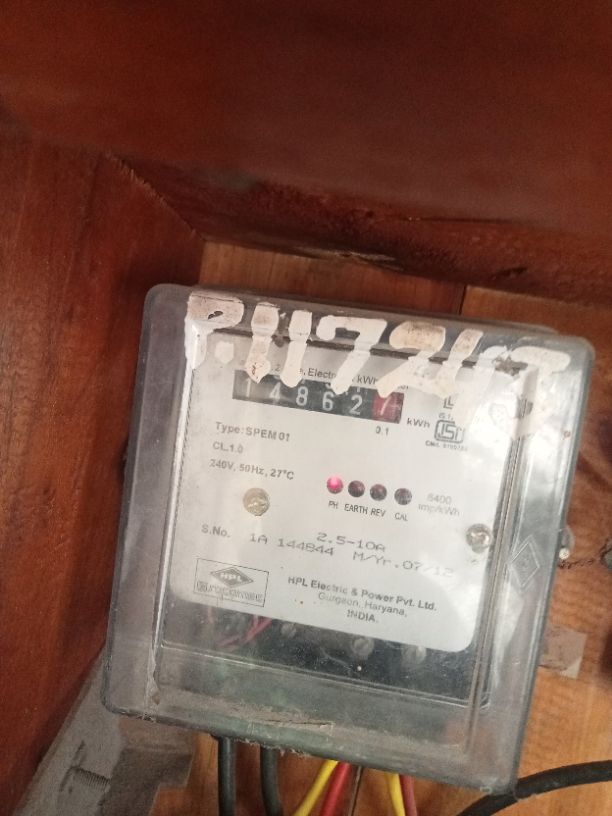 P.117247
1 4 8 6 2 7
kWh
0.1
Type: SPEM 01
CL.1.0
240V, 50Hz, 27°C
PH EARTH REV CAL
6400
Imp/kWh
2.5-10A
S.No. 1A 144844 M/Yr. 07/12
HPL
HPL Electric & Power Pvt. Ltd.
Gurgaon, Haryana,
INDIA.